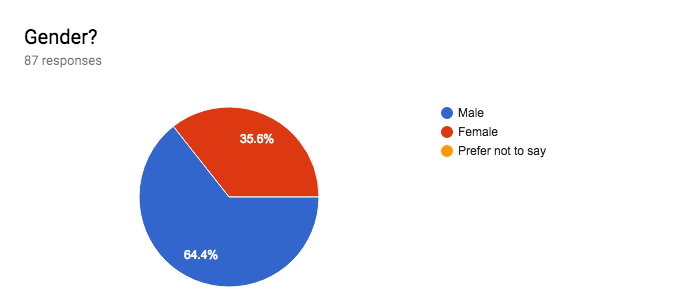 Gender?
87 responses
35.6%
64.4%
Male
Female
Prefer not to say